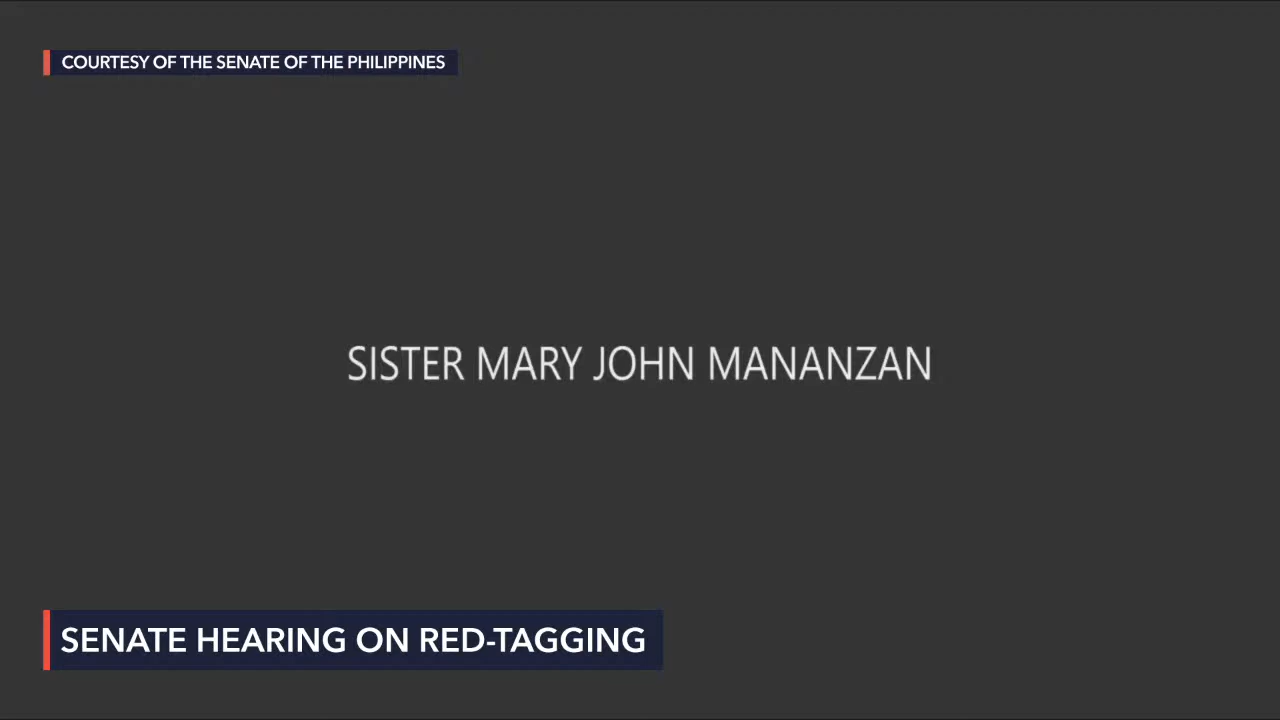 COURTESY OF THE SENATE OF THE PHILIPPINES
SISTER MARY JOHN MANANZAN
SENATE HEARING ON RED-TAGGING